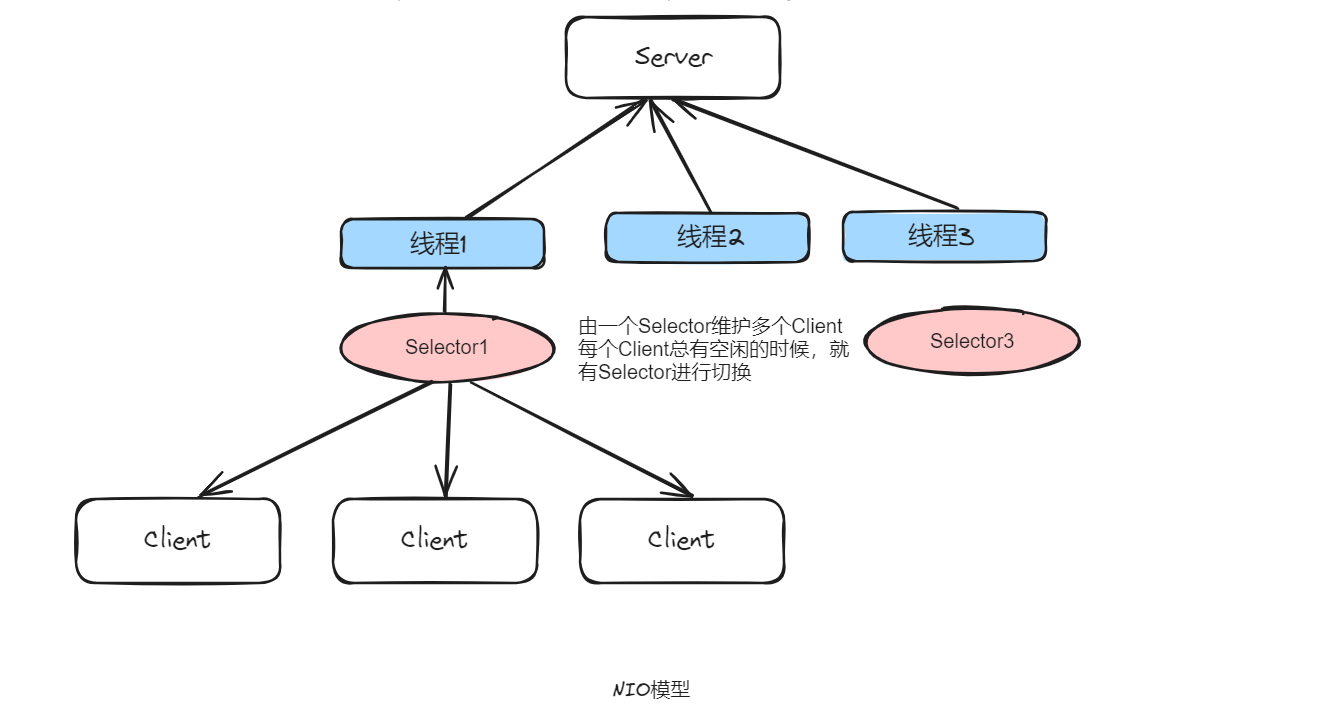 Server
线程1
线程2
线程3
Selector1
由一个Selector维护多个Client
每个Client总有空闲的时候，就
有Selector进行切换
Selector3
Client
Client
Client
NIO模型